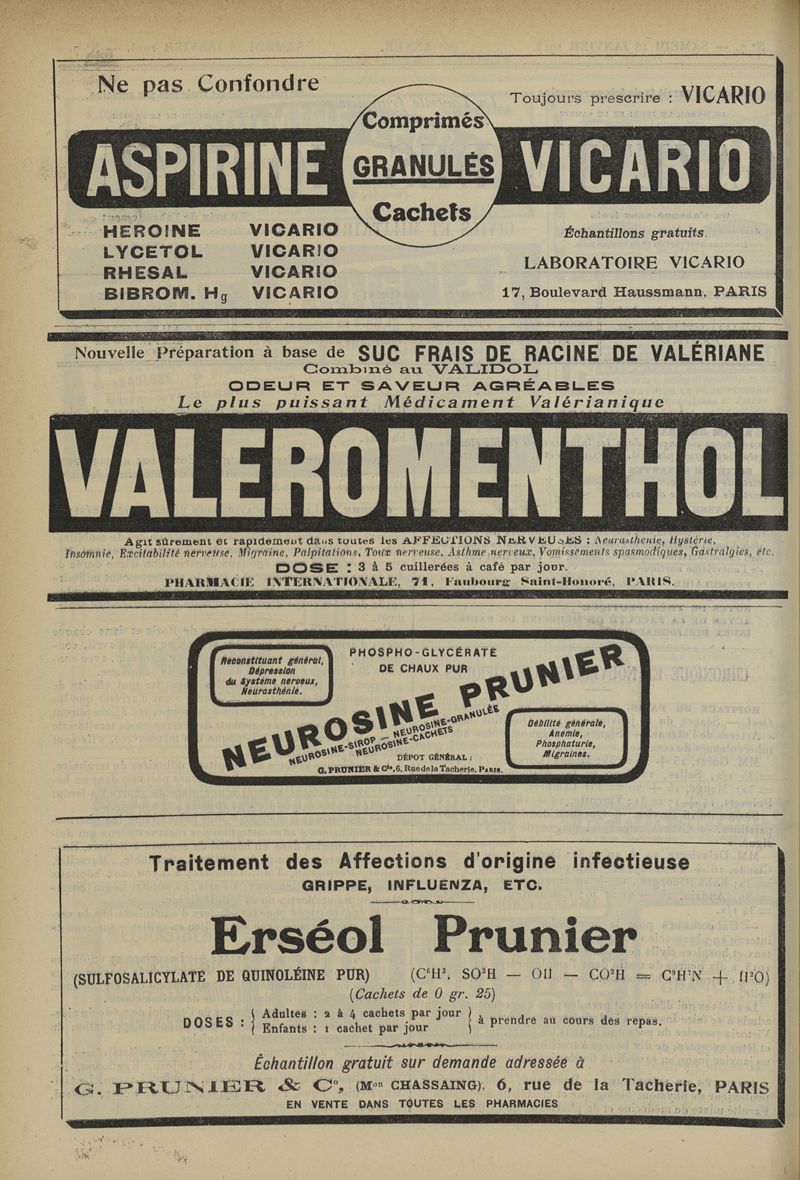 Ne pas Confondre
Toujours prescrire : VICARIO
Comprimés
ASPIRINE GRANULÉS VICARIO
Cachets
HEROINE VICARIO
LYCETOL VICARIO
RHESAL VICARIO
BIBROM. Hg VICARIO
Échantillons gratuits.
LABORATOIRE VICARIO
17, Boulevard Haussmann, PARIS
Nouvelle Préparation à base de SUC FRAIS DE RACINE DE VALÉRIANE
Combiné au VALIDOL
ODEUR ET SAVEUR AGRÉABLES
Le plus puissant Médicament Valérianique
VALEROMENTHOL
Agit sûrement et rapidement dans toutes les AFFECTIONS NERVEUSES : Neurasthénie, Hystérie,
Insomnie, Excitabilité nerveuse, Migraine, Palpitations, Toux nerveuse, Asthme nerveux, Vomissements spasmodiques, Gastralgies, etc.
DOSE : 3 à 5 cuillerées à café par jour.
PHARMACIE INTERNATIONALE, 71, Faubourg Saint-Honoré, PARIS.
Reconstituant général,
Dépression
du Système nerveux,
Neurasthénie.
PHOSPHO-GLYCÉRATE
DE CHAUX PUR
NEUROSINE PRUNIER
NEUROSINE-SIROP — NEUROSINE-GRANULÉS
NEUROSINE-CACHETS
Débilité générale,
Anémie,
Phosphaturie,
Migraines.
DÉPOT GÉNÉRAL :
G. PRUNIER & Cie, 6, Rue de la Tacherie, PARIS.
Traitement des Affections d'origine infectieuse
GRIPPE, INFLUENZA, ETC.
Erséol Prunier
(SULFOSALICYLATE DE QUINOLÉINE PUR) (C⁶H³. SO³H — OH — CO²H = C⁹H⁷N + H²O)
(Cachets de 0 gr. 25)
DOSES : { Adultes : 2 à 4 cachets par jour } à prendre au cours des repas.
{ Enfants : 1 cachet par jour }
Échantillon gratuit sur demande adressée à
G. PRUNIER & Co, (Mon CHASSAING), 6, rue de la Tacherie, PARIS
EN VENTE DANS TOUTES LES PHARMACIES